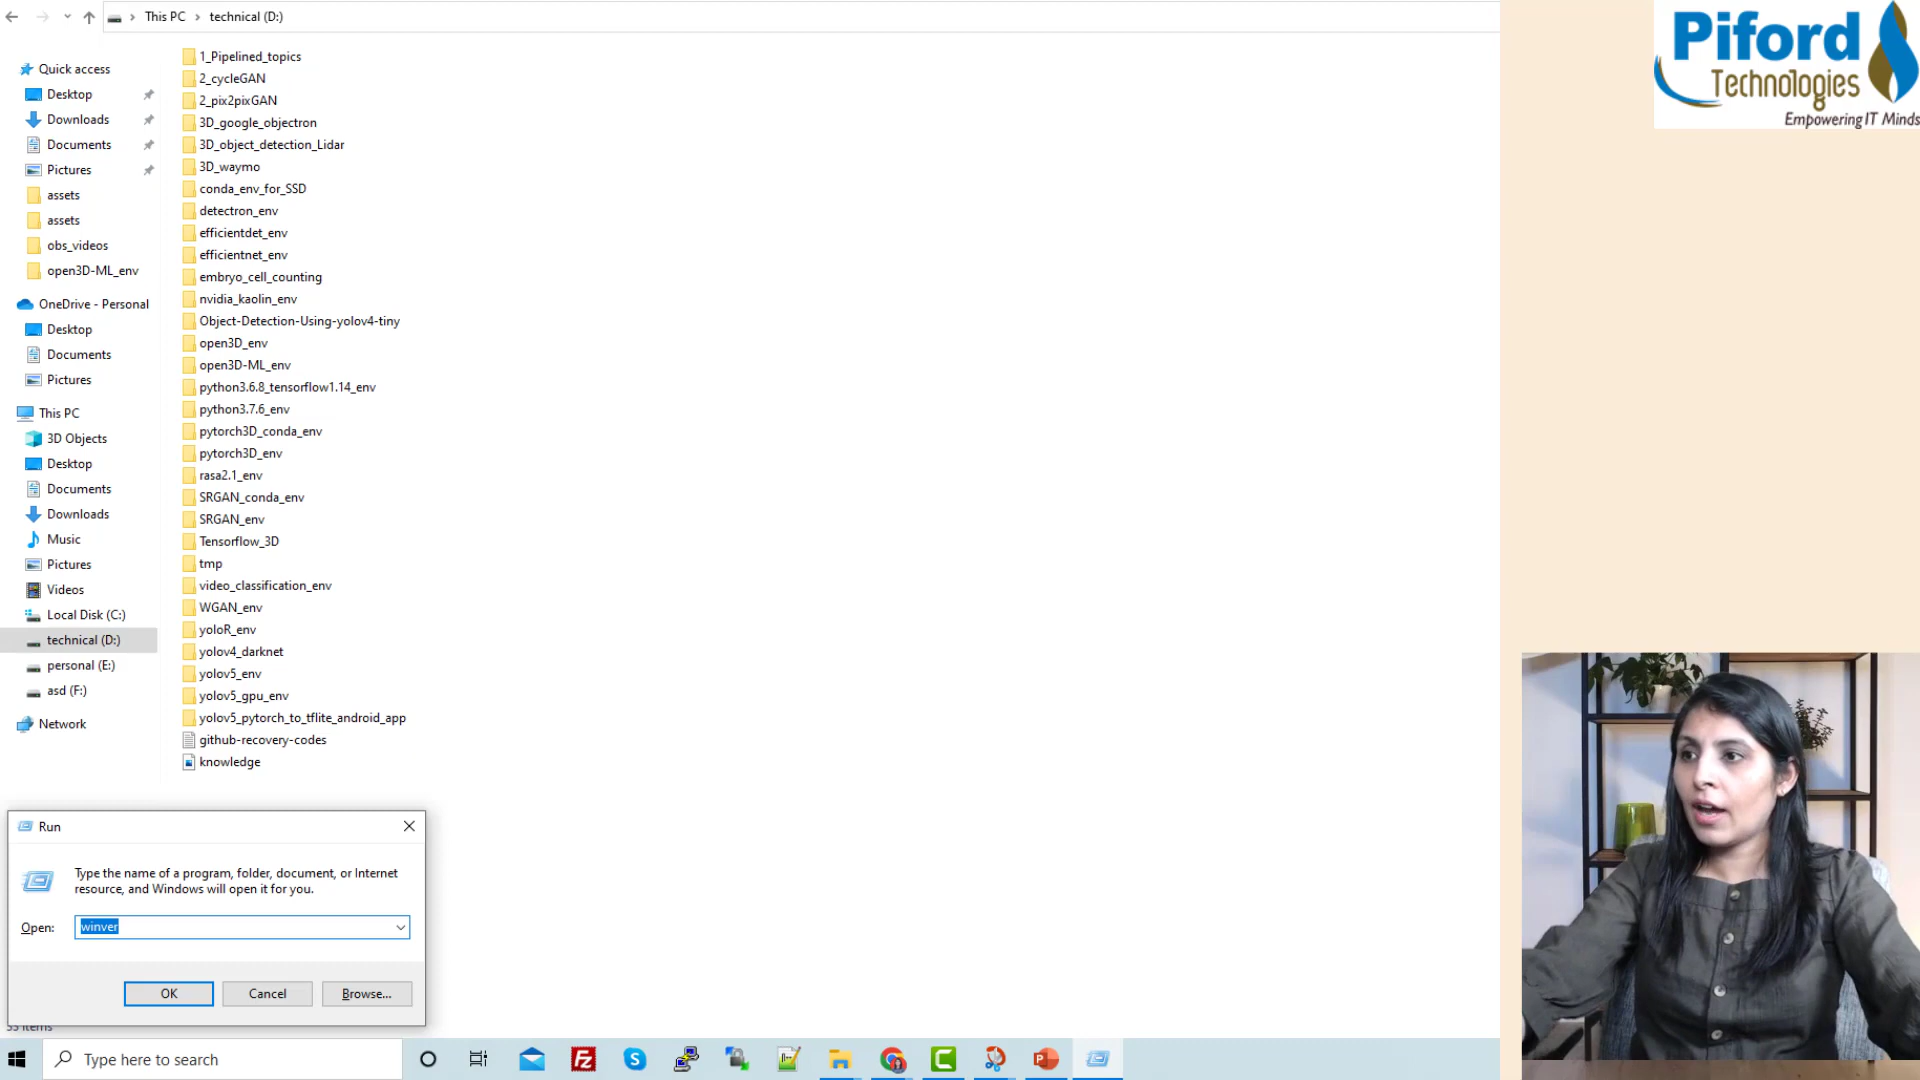 This PC > technical (D:)
Quick access
Desktop
Downloads
Documents
Pictures
assets
assets
obs_videos
open3D-ML_env
OneDrive - Personal
Desktop
Documents
Pictures
This PC
3D Objects
Desktop
Documents
Downloads
Music
Pictures
Videos
Local Disk (C:)
technical (D:)
personal (E:)
asd (F:)
Network
1_Pipelined_topics
2_cycleGAN
2_pix2pixGAN
3D_google_objectron
3D_object_detection_Lidar
3D_waymo
conda_env_for_SSD
detectron_env
efficientdet_env
efficientnet_env
embryo_cell_counting
nvidia_kaolin_env
Object-Detection-Using-yolov4-tiny
open3D_env
open3D-ML_env
python3.6.8_tensorflow1.14_env
python3.7.6_env
pytorch3D_conda_env
pytorch3D_env
rasa2.1_env
SRGAN_conda_env
SRGAN_env
Tensorflow_3D
tmp
video_classification_env
WGAN_env
yoloR_env
yolov4_darknet
yolov5_env
yolov5_gpu_env
yolov5_pytorch_to_tflite_android_app
github-recovery-codes
knowledge
Run
Type the name of a program, folder, document, or Internet
resource, and Windows will open it for you.
Open: winver
OK Cancel Browse...
Type here to search
Piford
Technologies
Empowering IT Minds